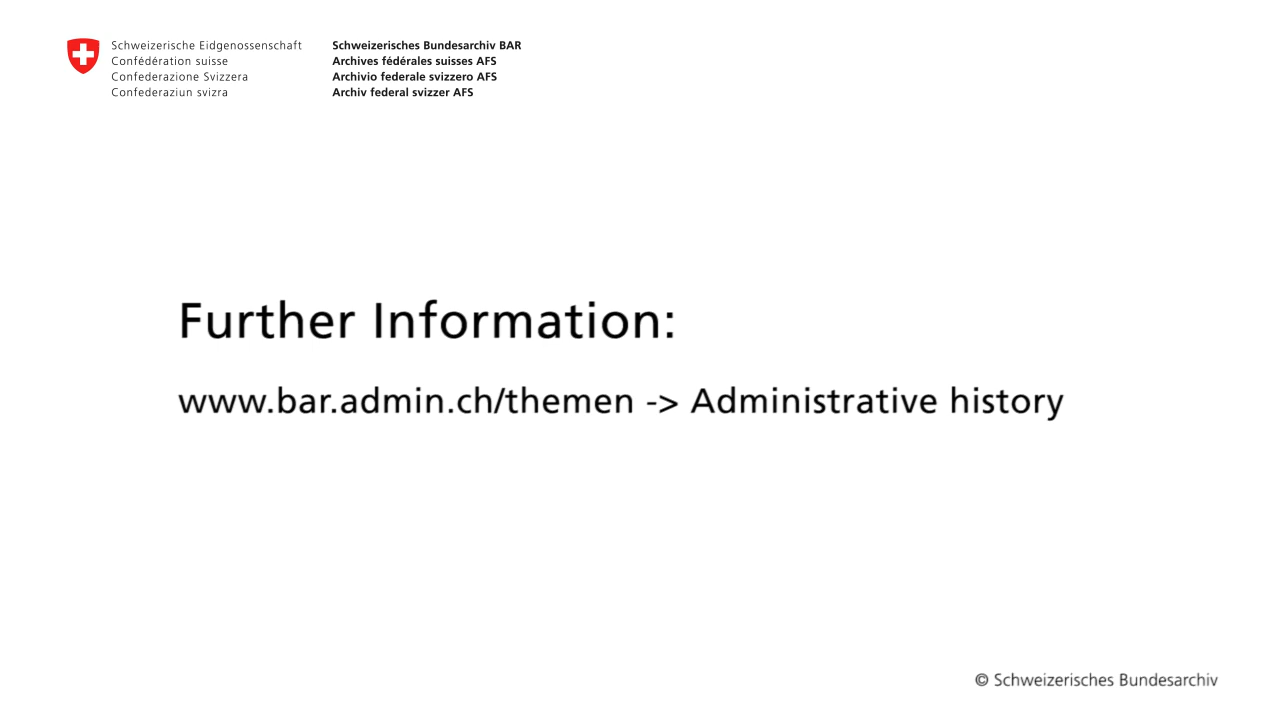 Schweizerische Eidgenossenschaft
Confédération suisse
Confederazione Svizzera
Confederaziun svizra
Schweizerisches Bundesarchiv BAR
Archives fédérales suisses AFS
Archivio federale svizzero AFS
Archiv federal svizzer AFS
Further Information:
www.bar.admin.ch/themen -> Administrative history
© Schweizerisches Bundesarchiv